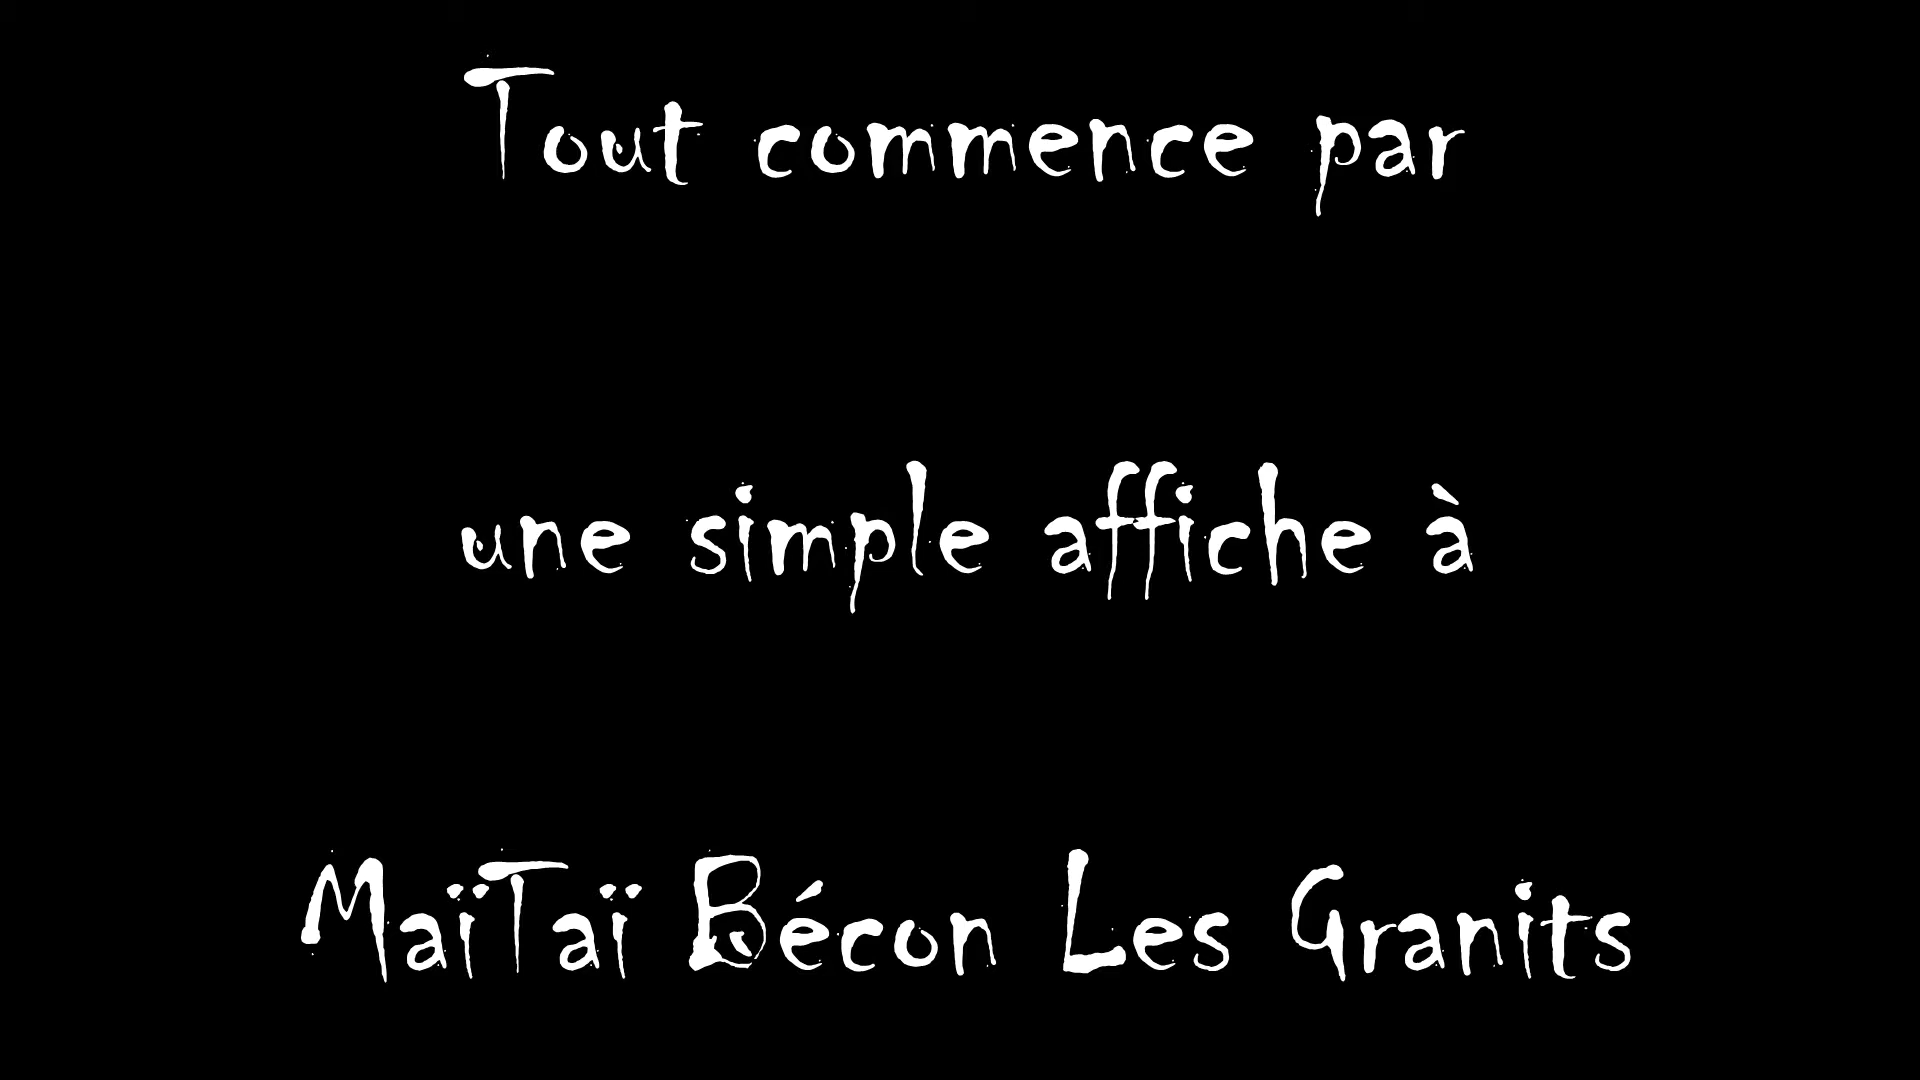 Tout commence par
une simple affiche à
MaïTaï Bécon Les Granits